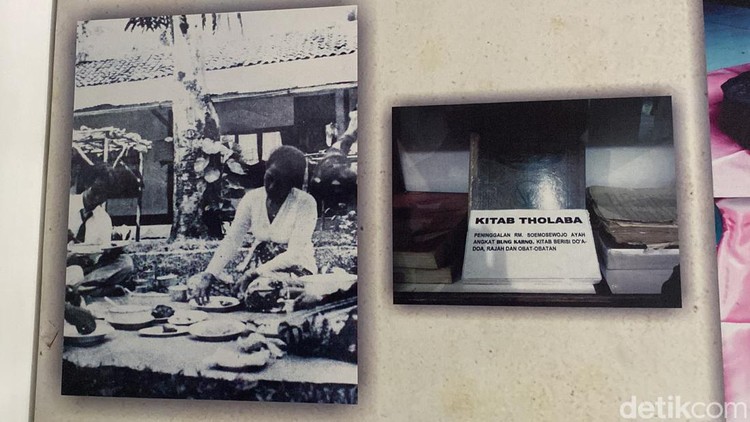 KITAB THOLABA
PENINGGALAN RM. SOEMOSEWOJO AYAH
ANGKAT BUNG KARNO, KITAB BERISI DO'A-
DOA, RAJAH DAN OBAT-OBATAN
detikcom